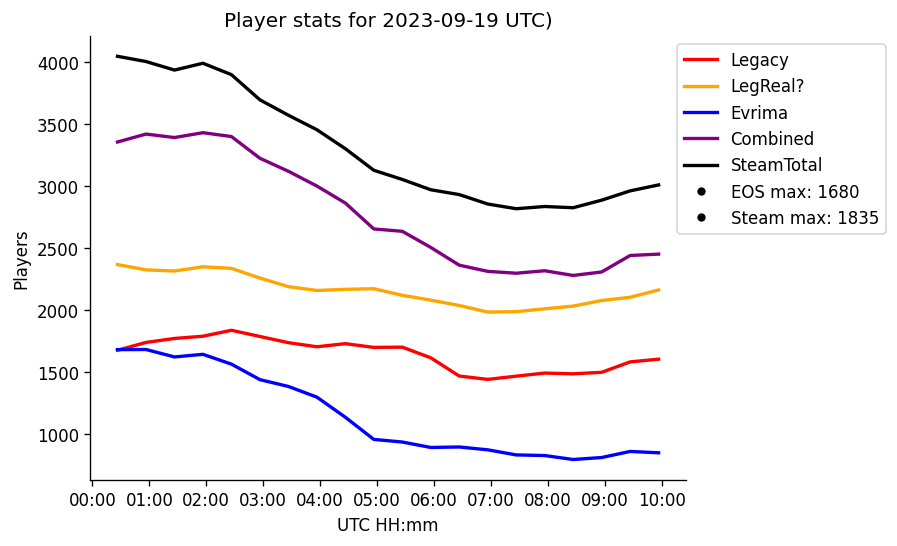 Player stats for 2023-09-19 UTC)
Players
4000
3500
3000
2500
2000
1500
1000
00:00 01:00 02:00 03:00 04:00 05:00 06:00 07:00 08:00 09:00 10:00
UTC HH:mm
Legacy
LegReal?
Evrima
Combined
SteamTotal
EOS max: 1680
Steam max: 1835